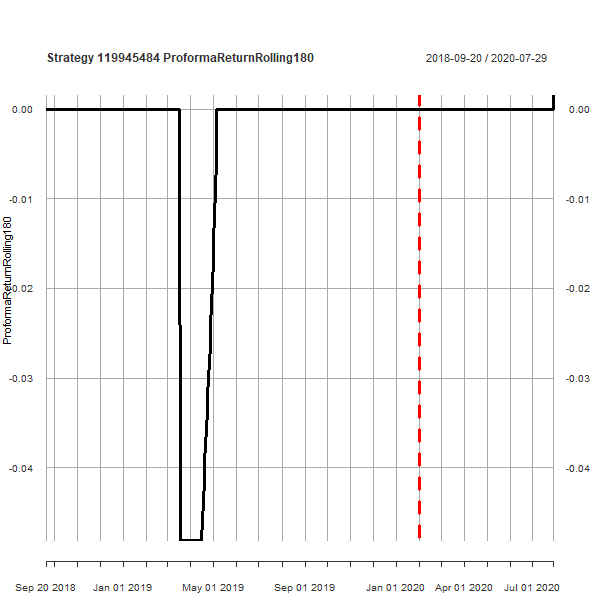 Strategy 119945484 ProformaReturnRolling180
2018-09-20 / 2020-07-29
0.00 0.00
-0.01 -0.01
-0.02 -0.02
-0.03 -0.03
-0.04 -0.04
ProformaReturnRolling180
Sep 20 2018 Jan 01 2019 May 01 2019 Sep 01 2019 Jan 01 2020 Apr 01 2020 Jul 01 2020